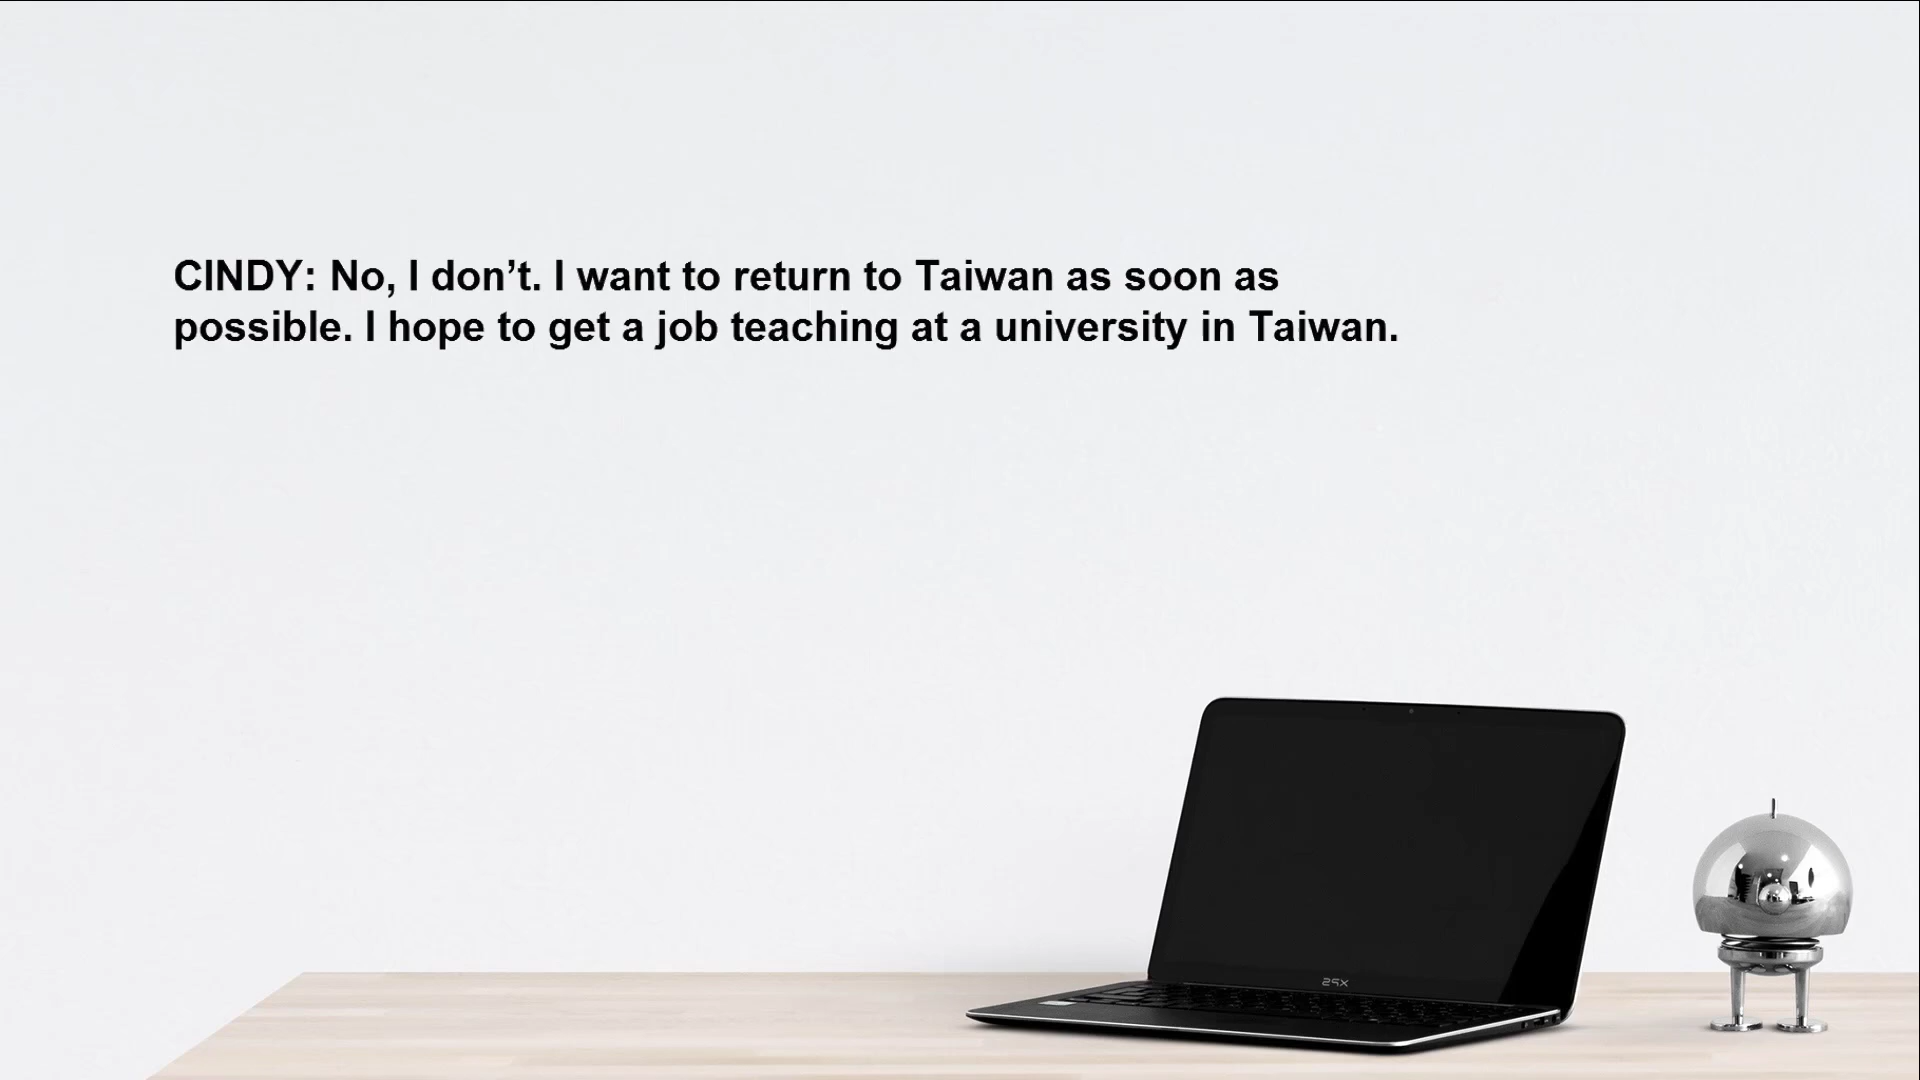 CINDY: No, I don’t. I want to return to Taiwan as soon as
possible. I hope to get a job teaching at a university in Taiwan.
XPS